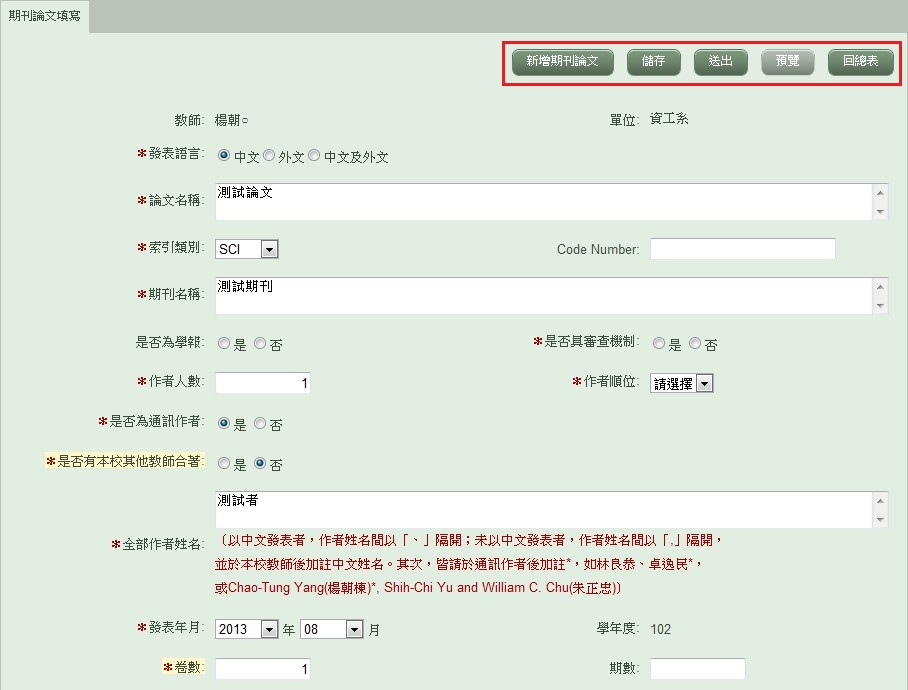 期刊論文填寫
新增期刊論文 儲存 送出 預覽 回總表
教師: 楊朝○ 單位: 資工系
*發表語言: 中文 外文 中文及外文
*論文名稱: 測試論文
*索引類別: SCI Code Number:
*期刊名稱: 測試期刊
是否為學報: 是 否 *是否具審查機制: 是 否
*作者人數: 1 *作者順位: 請選擇
*是否為通訊作者: 是 否
*是否有本校其他教師合著: 是 否
測試者
*全部作者姓名: 〔以中文發表者，作者姓名間以「、」隔開；未以中文發表者，作者姓名間以「,」隔開，
並於本校教師後加註中文姓名。其次，皆請於通訊作者後加註*，如林良恭、卓逸民*，
或Chao-Tung Yang(楊朝棟)*, Shih-Chi Yu and William C. Chu(朱正忠)〕
*發表年月: 2013 年 08 月 學年度: 102
*卷數: 1 期數: